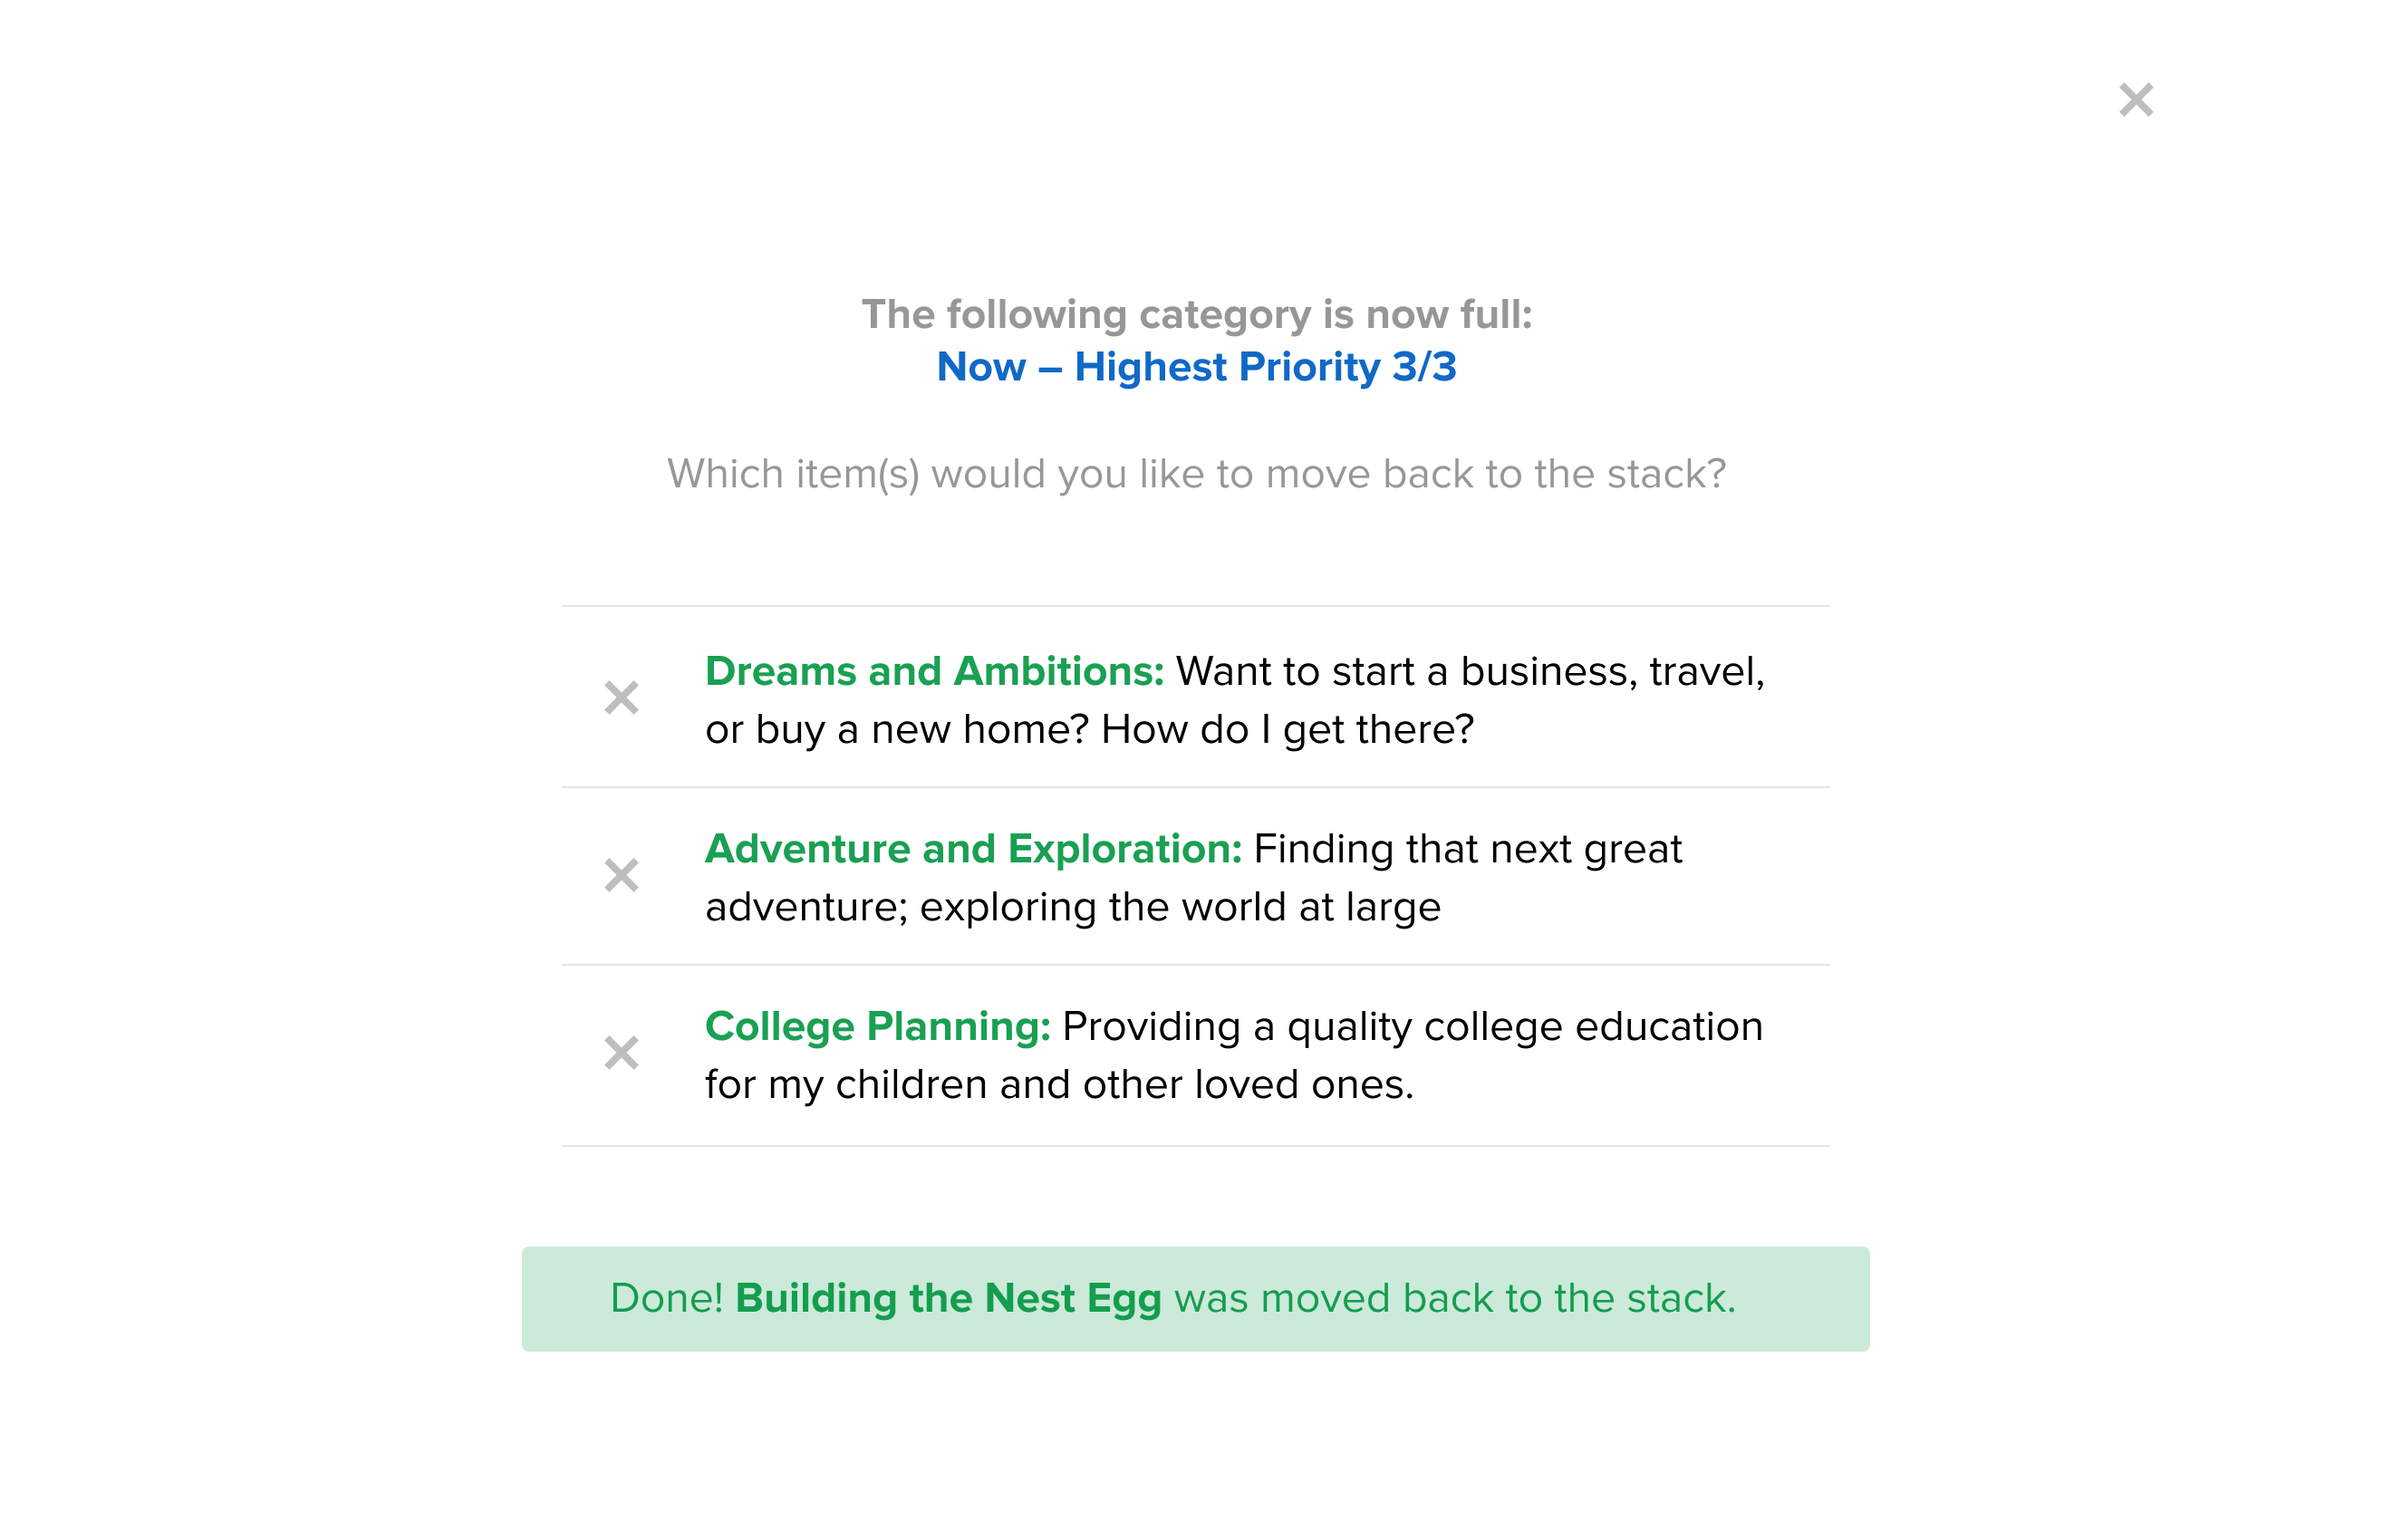 The following category is now full:
Now – Highest Priority 3/3
Which item(s) would you like to move back to the stack?
Dreams and Ambitions: Want to start a business, travel,
or buy a new home? How do I get there?
Adventure and Exploration: Finding that next great
adventure; exploring the world at large
College Planning: Providing a quality college education
for my children and other loved ones.
Done! Building the Nest Egg was moved back to the stack.